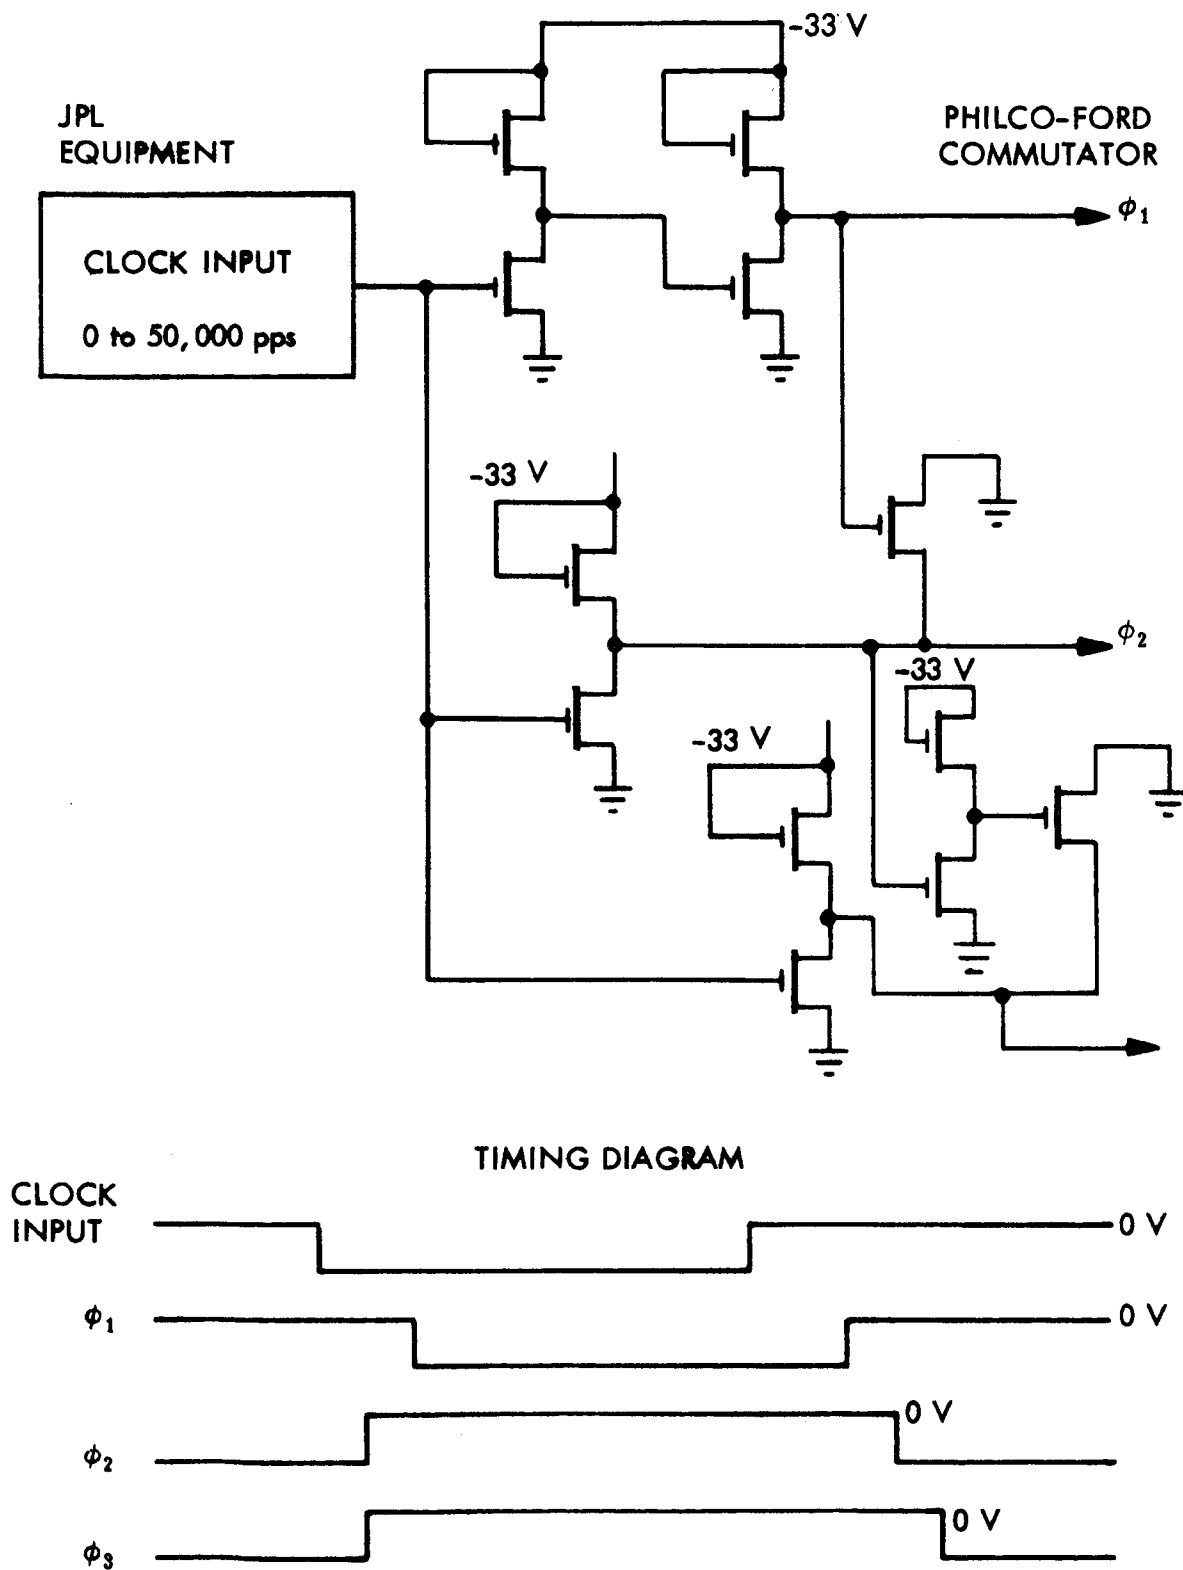 -33 V
JPL
EQUIPMENT
PHILCO-FORD
COMMUTATOR
ϕ1
CLOCK INPUT
0 to 50,000 pps
-33 V
ϕ2
-33 V
-33 V
TIMING DIAGRAM
CLOCK
INPUT
0 V
ϕ1
0 V
0 V
ϕ2
0 V
ϕ3